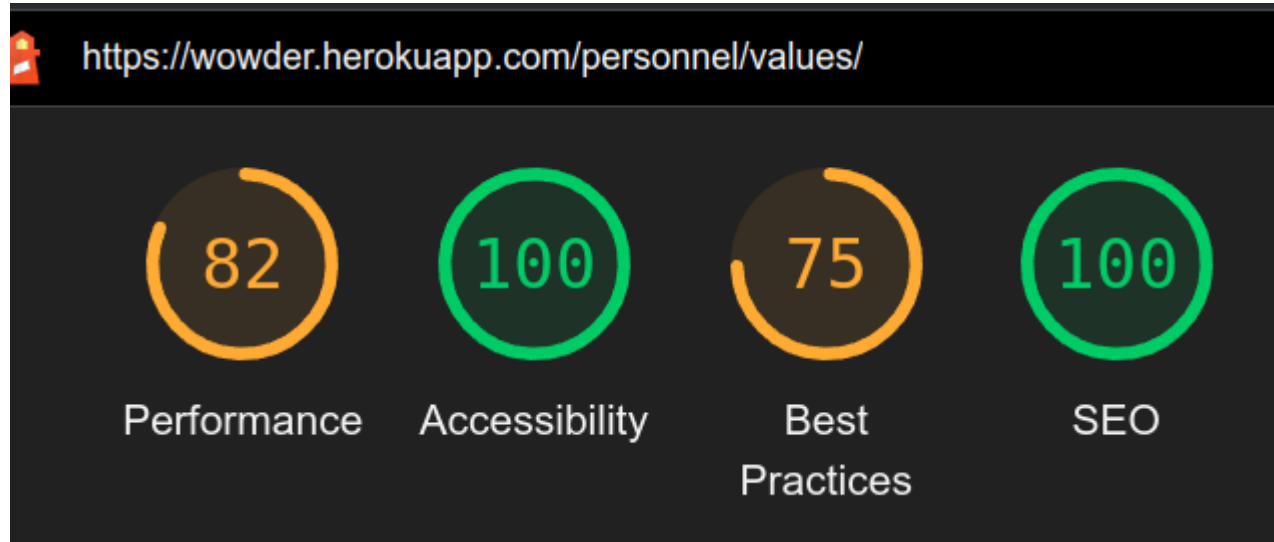 https://wowder.herokuapp.com/personnel/values/
82 100 75 100
Performance Accessibility Best Practices SEO